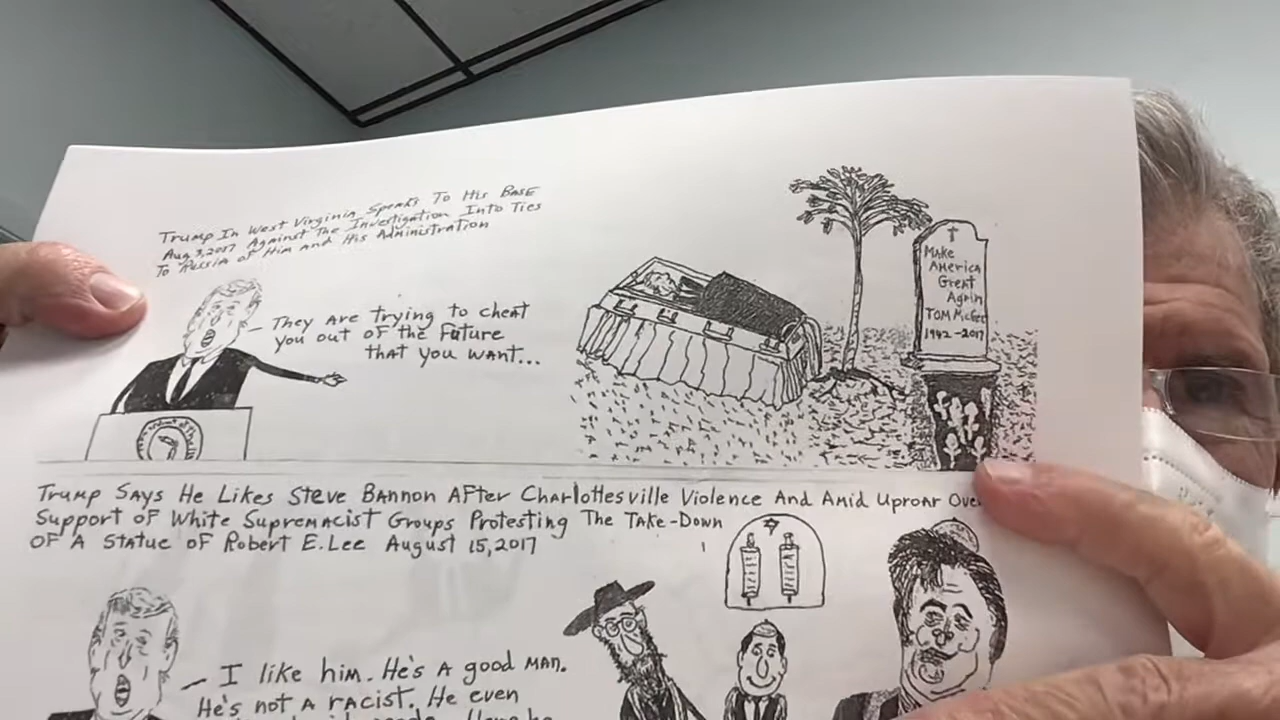 Trump In West Virginia Speaks To His Base
Aug 3, 2017 Against The Investigation Into Ties
To Russia of Him and His Administration
They are trying to cheat
you out of the Future
that you want...
Make
America
Great
Again
TOM McGee
1942-2017
Trump Says He Likes Steve Bannon After Charlottesville Violence And Amid Uproar Over
Support of White Supremacist Groups Protesting The Take-Down
Of A Statue of Robert E. Lee August 15, 2017
I like him. He's A good MAN.
He's not A racist. He even